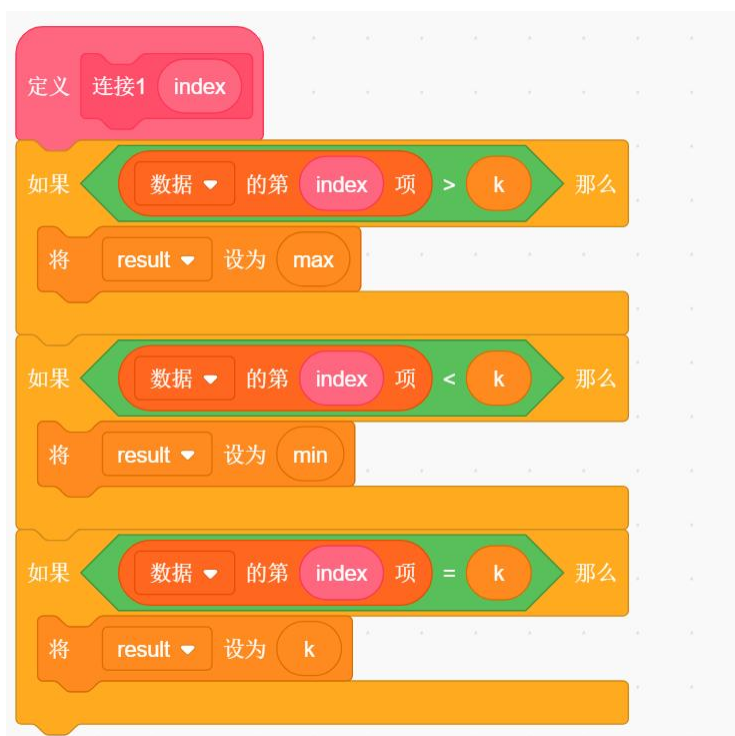 定义 连接1 index
如果 数据 的第 index 项 > k 那么
将 result 设为 max
如果 数据 的第 index 项 < k 那么
将 result 设为 min
如果 数据 的第 index 项 = k 那么
将 result 设为 k